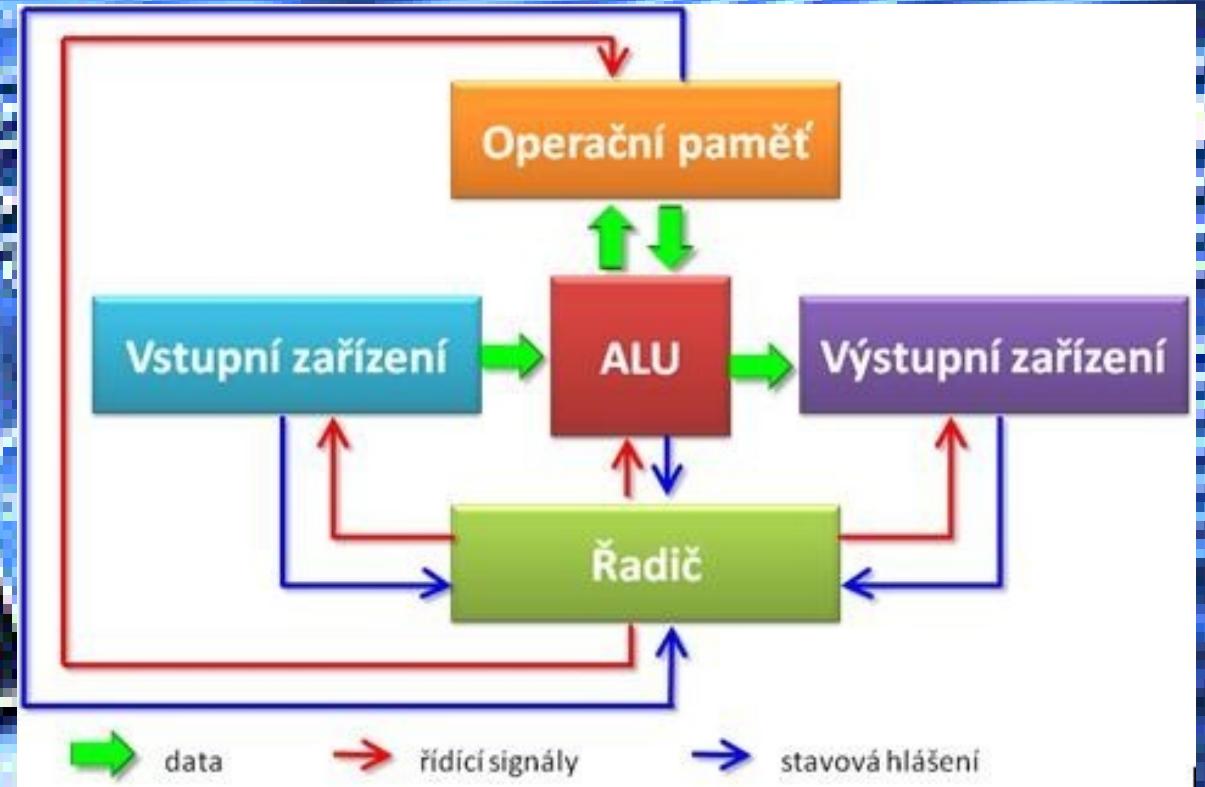 Operační paměť
Vstupní zařízení
ALU
Výstupní zařízení
Řadič
data
řídící signály
stavová hlášení